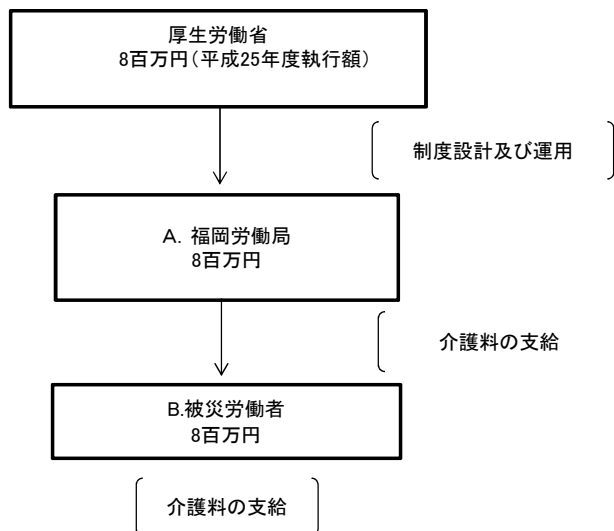 厚生労働省
8百万円(平成25年度執行額)
制度設計及び運用
A. 福岡労働局
8百万円
介護料の支給
B.被災労働者
8百万円
介護料の支給